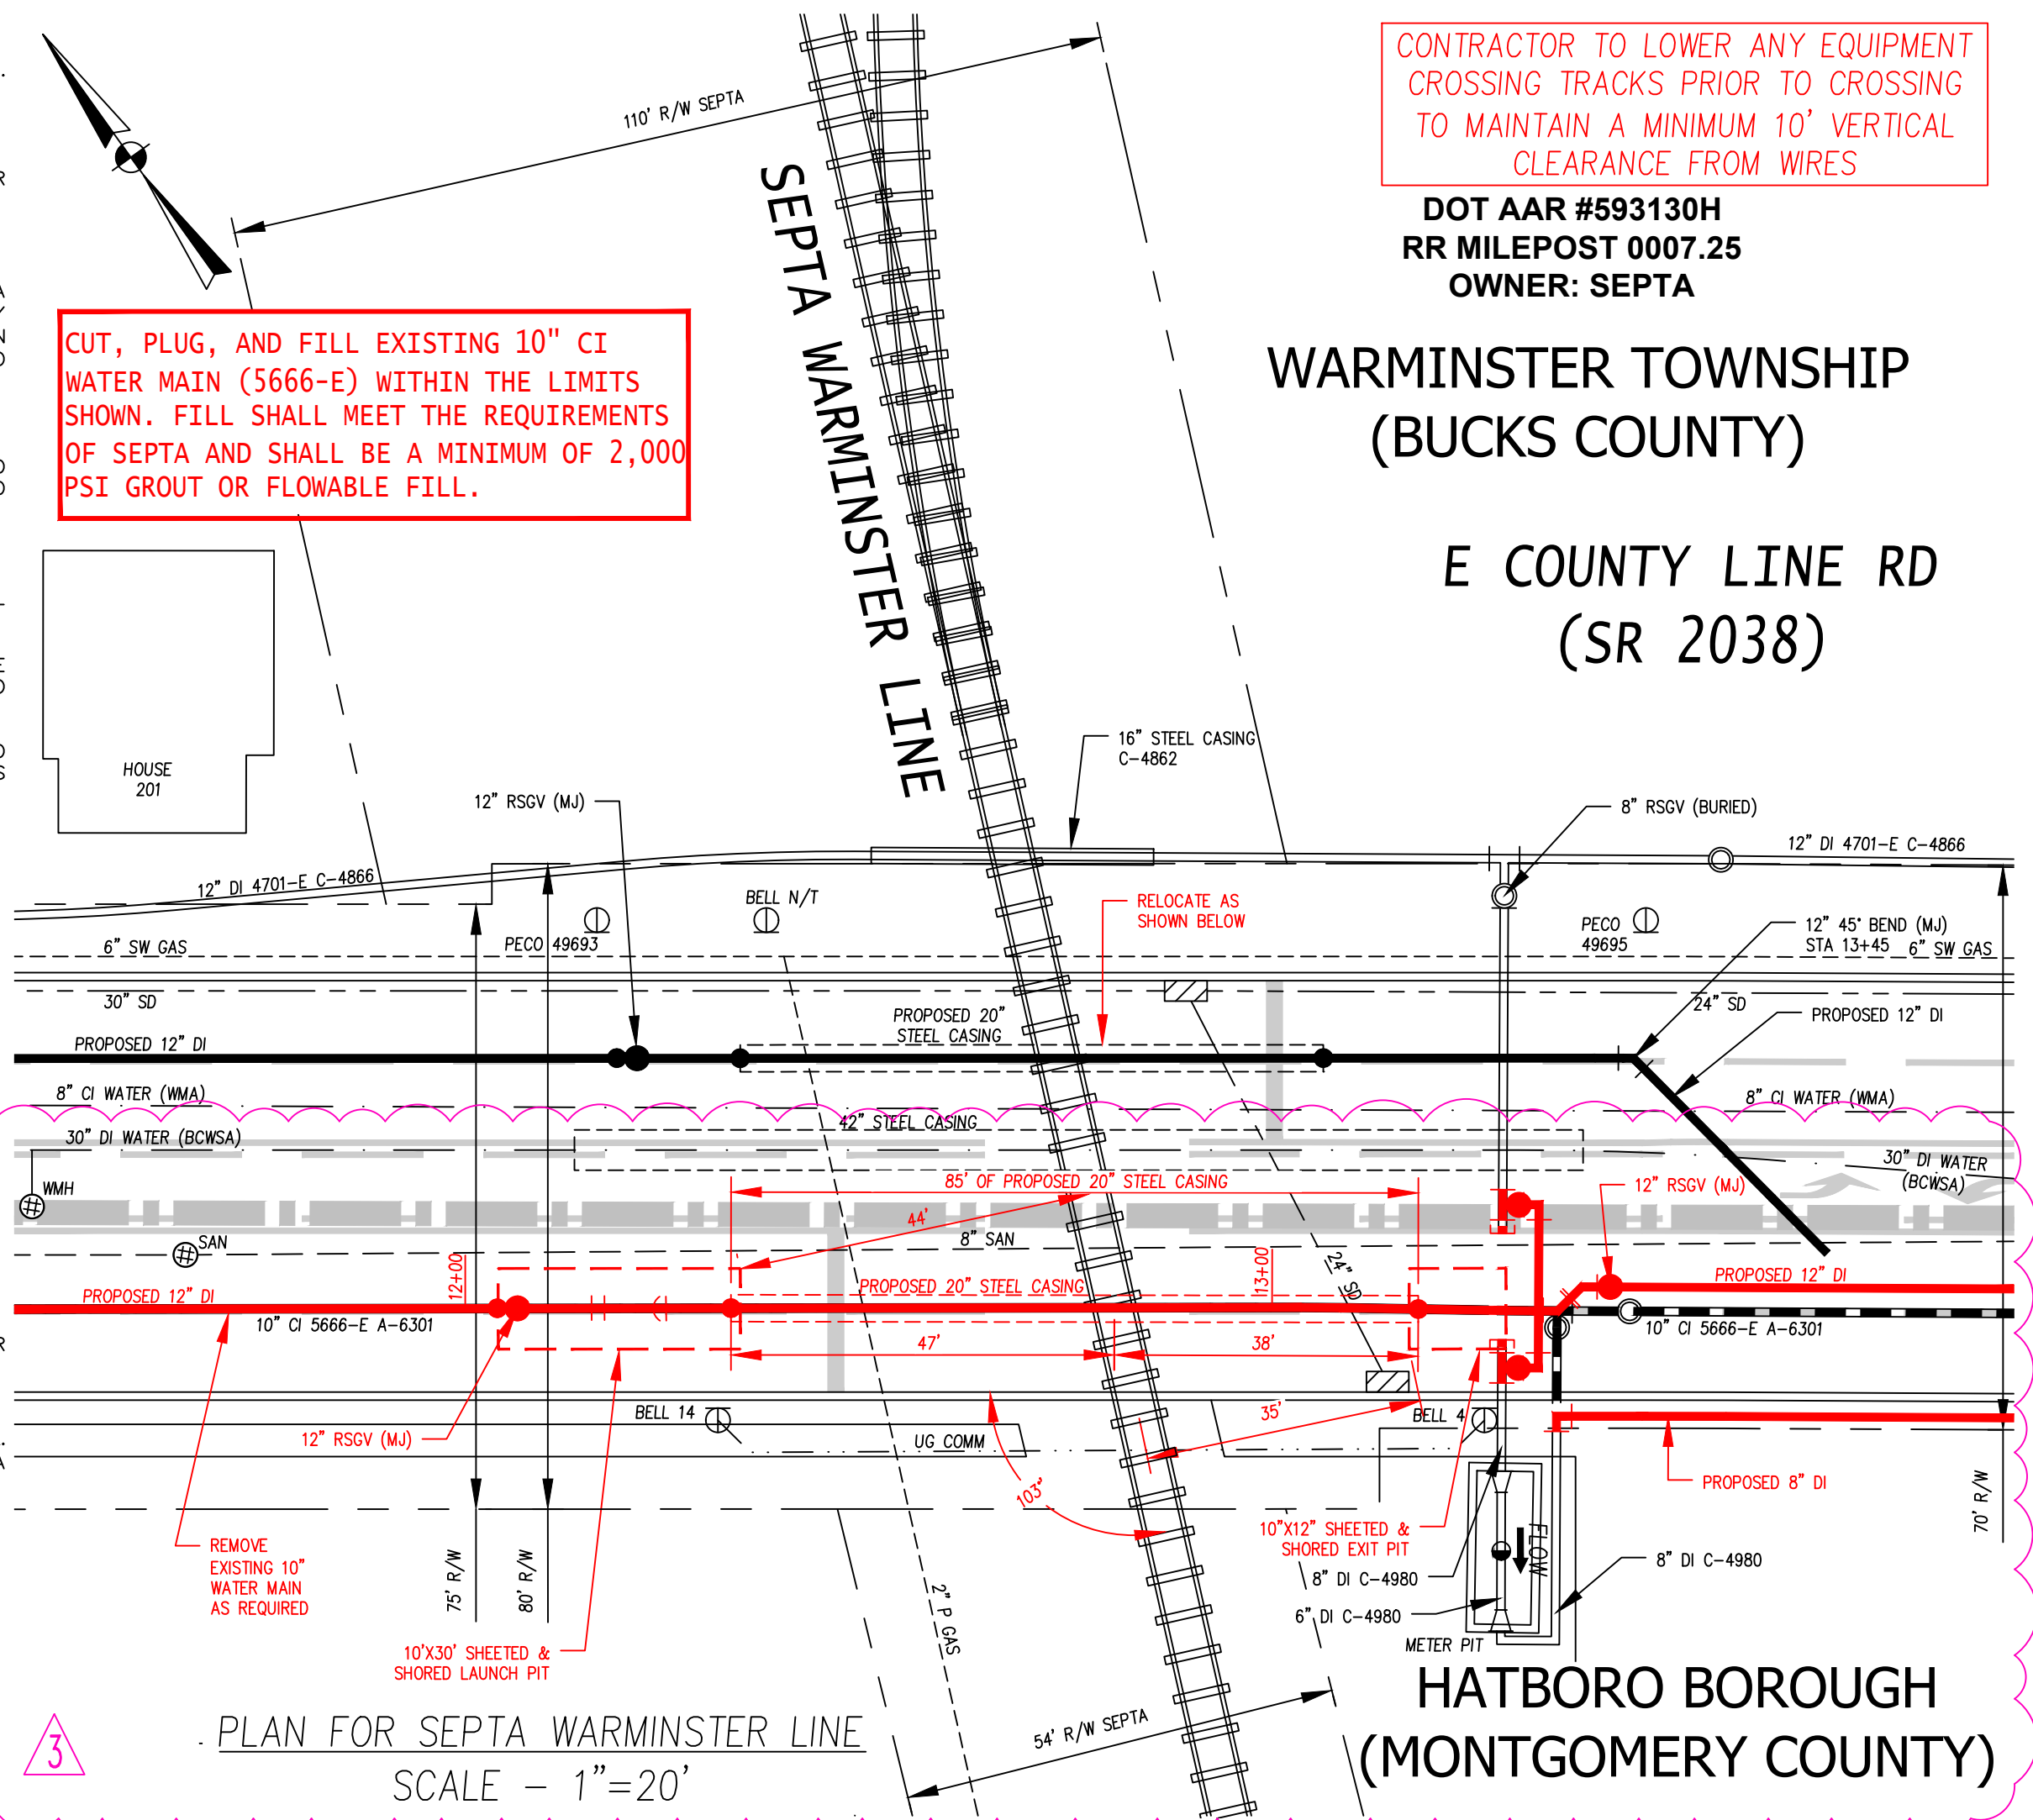 CONTRACTOR TO LOWER ANY EQUIPMENT
CROSSING TRACKS PRIOR TO CROSSING
TO MAINTAIN A MINIMUM 10' VERTICAL
CLEARANCE FROM WIRES
DOT AAR #593130H
RR MILEPOST 0007.25
OWNER: SEPTA
110' R/W SEPTA
SEPTA WARMINSTER LINE
CUT, PLUG, AND FILL EXISTING 10" CI
WATER MAIN (5666-E) WITHIN THE LIMITS
SHOWN. FILL SHALL MEET THE REQUIREMENTS
OF SEPTA AND SHALL BE A MINIMUM OF 2,000
PSI GROUT OR FLOWABLE FILL.
WARMINSTER TOWNSHIP
(BUCKS COUNTY)
E COUNTY LINE RD
(SR 2038)
HOUSE
201
16" STEEL CASING
C-4862
12" RSGV (MJ)
8" RSGV (BURIED)
12" DI 4701-E C-4866
12" DI 4701-E C-4866
BELL N/T
RELOCATE AS
SHOWN BELOW
PECO 49693
PECO
49695
12" 45° BEND (MJ)
STA 13+45
6" SW GAS
6" SW GAS
30" SD
24" SD
PROPOSED 20"
STEEL CASING
PROPOSED 12" DI
PROPOSED 12" DI
8" CI WATER (WMA)
8" CI WATER (WMA)
42" STEEL CASING
30" DI WATER (BCWSA)
30" DI WATER
(BCWSA)
WMH
85' OF PROPOSED 20" STEEL CASING
12" RSGV (MJ)
44'
SAN
8" SAN
12+00
13+00
24" SD
PROPOSED 12" DI
PROPOSED 20" STEEL CASING
PROPOSED 12" DI
10" CI 5666-E A-6301
10" CI 5666-E A-6301
47'
38'
BELL 14
BELL 4
35'
12" RSGV (MJ)
UG COMM
103°
PROPOSED 8" DI
70' R/W
REMOVE
EXISTING 10"
WATER MAIN
AS REQUIRED
75' R/W
80' R/W
10"X12" SHEETED &
SHORED EXIT PIT
FLOW
8" DI C-4980
8" DI C-4980
6" DI C-4980
METER PIT
2" P GAS
10'X30' SHEETED &
SHORED LAUNCH PIT
HATBORO BOROUGH
(MONTGOMERY COUNTY)
54' R/W SEPTA
3
PLAN FOR SEPTA WARMINSTER LINE
SCALE - 1"=20'